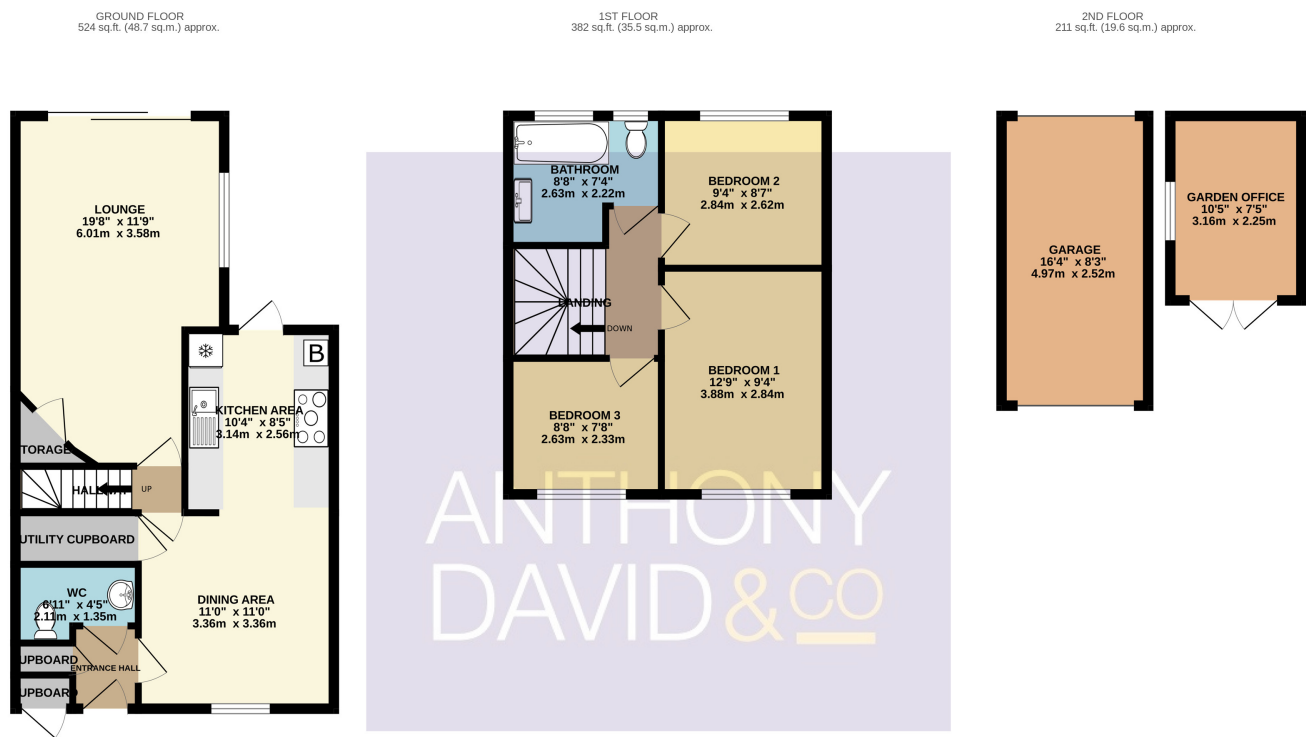 GROUND FLOOR
524 sq.ft. (48.7 sq.m.) approx.
1ST FLOOR
382 sq.ft. (35.5 sq.m.) approx.
2ND FLOOR
211 sq.ft. (19.6 sq.m.) approx.
LOUNGE
19'8" x 11'9"
6.01m x 3.58m
B
KITCHEN AREA
10'4" x 8'5"
3.14m x 2.56m
TORAGE
UP
UTILITY CUPBOARD
WC
6'11" x 4'5"
2.11m x 1.35m
DINING AREA
11'0" x 11'0"
3.36m x 3.36m
UPBOARD
ENTRANCE HALL
UPBOARD
BATHROOM
8'8" x 7'4"
2.63m x 2.22m
BEDROOM 2
9'4" x 8'7"
2.84m x 2.62m
LANDING
DOWN
BEDROOM 1
12'9" x 9'4"
3.88m x 2.84m
BEDROOM 3
8'8" x 7'8"
2.63m x 2.33m
ANTHONY
DAVID & CO
GARAGE
16'4" x 8'3"
4.97m x 2.52m
GARDEN OFFICE
10'5" x 7'5"
3.16m x 2.25m